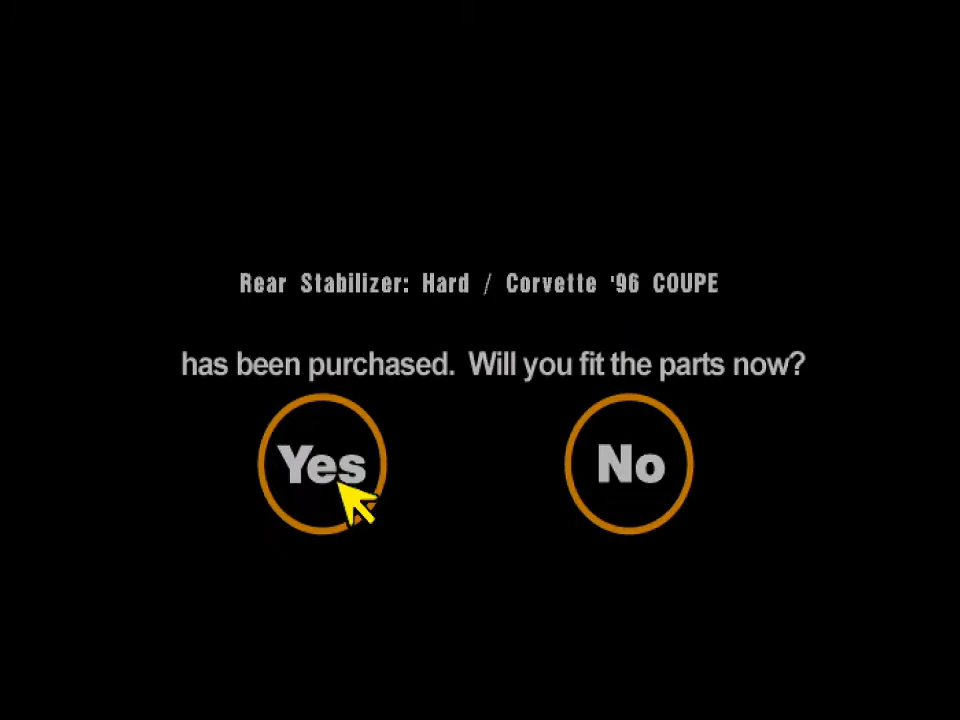 Rear Stabilizer: Hard / Corvette '96 COUPE
has been purchased. Will you fit the parts now?
Yes No